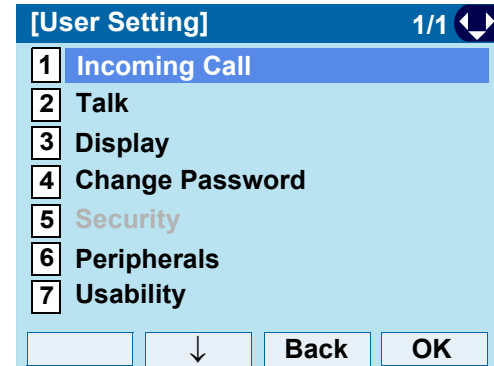 [User Setting] 1/1
1 Incoming Call
2 Talk
3 Display
4 Change Password
5 Security
6 Peripherals
7 Usability
↓ Back OK